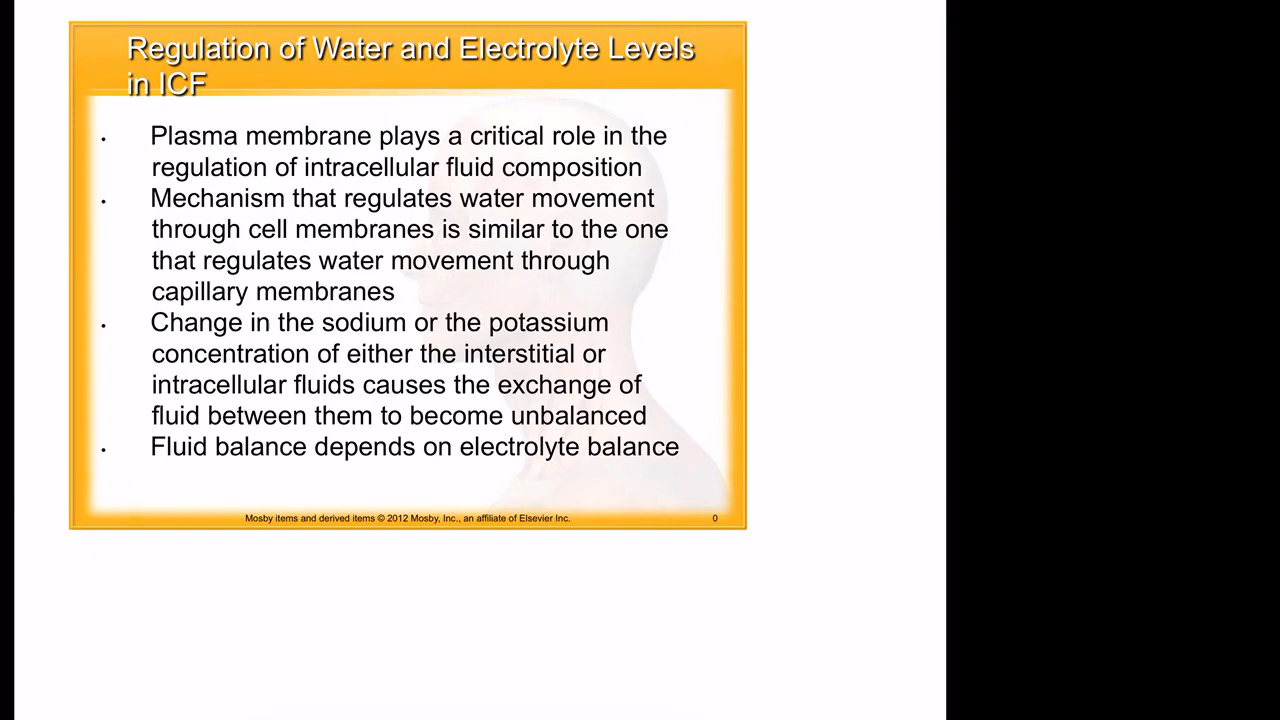 Regulation of Water and Electrolyte Levels
in ICF
• Plasma membrane plays a critical role in the
regulation of intracellular fluid composition
• Mechanism that regulates water movement
through cell membranes is similar to the one
that regulates water movement through
capillary membranes
• Change in the sodium or the potassium
concentration of either the interstitial or
intracellular fluids causes the exchange of
fluid between them to become unbalanced
• Fluid balance depends on electrolyte balance
Mosby items and derived items © 2012 Mosby, Inc., an affiliate of Elsevier Inc. 0